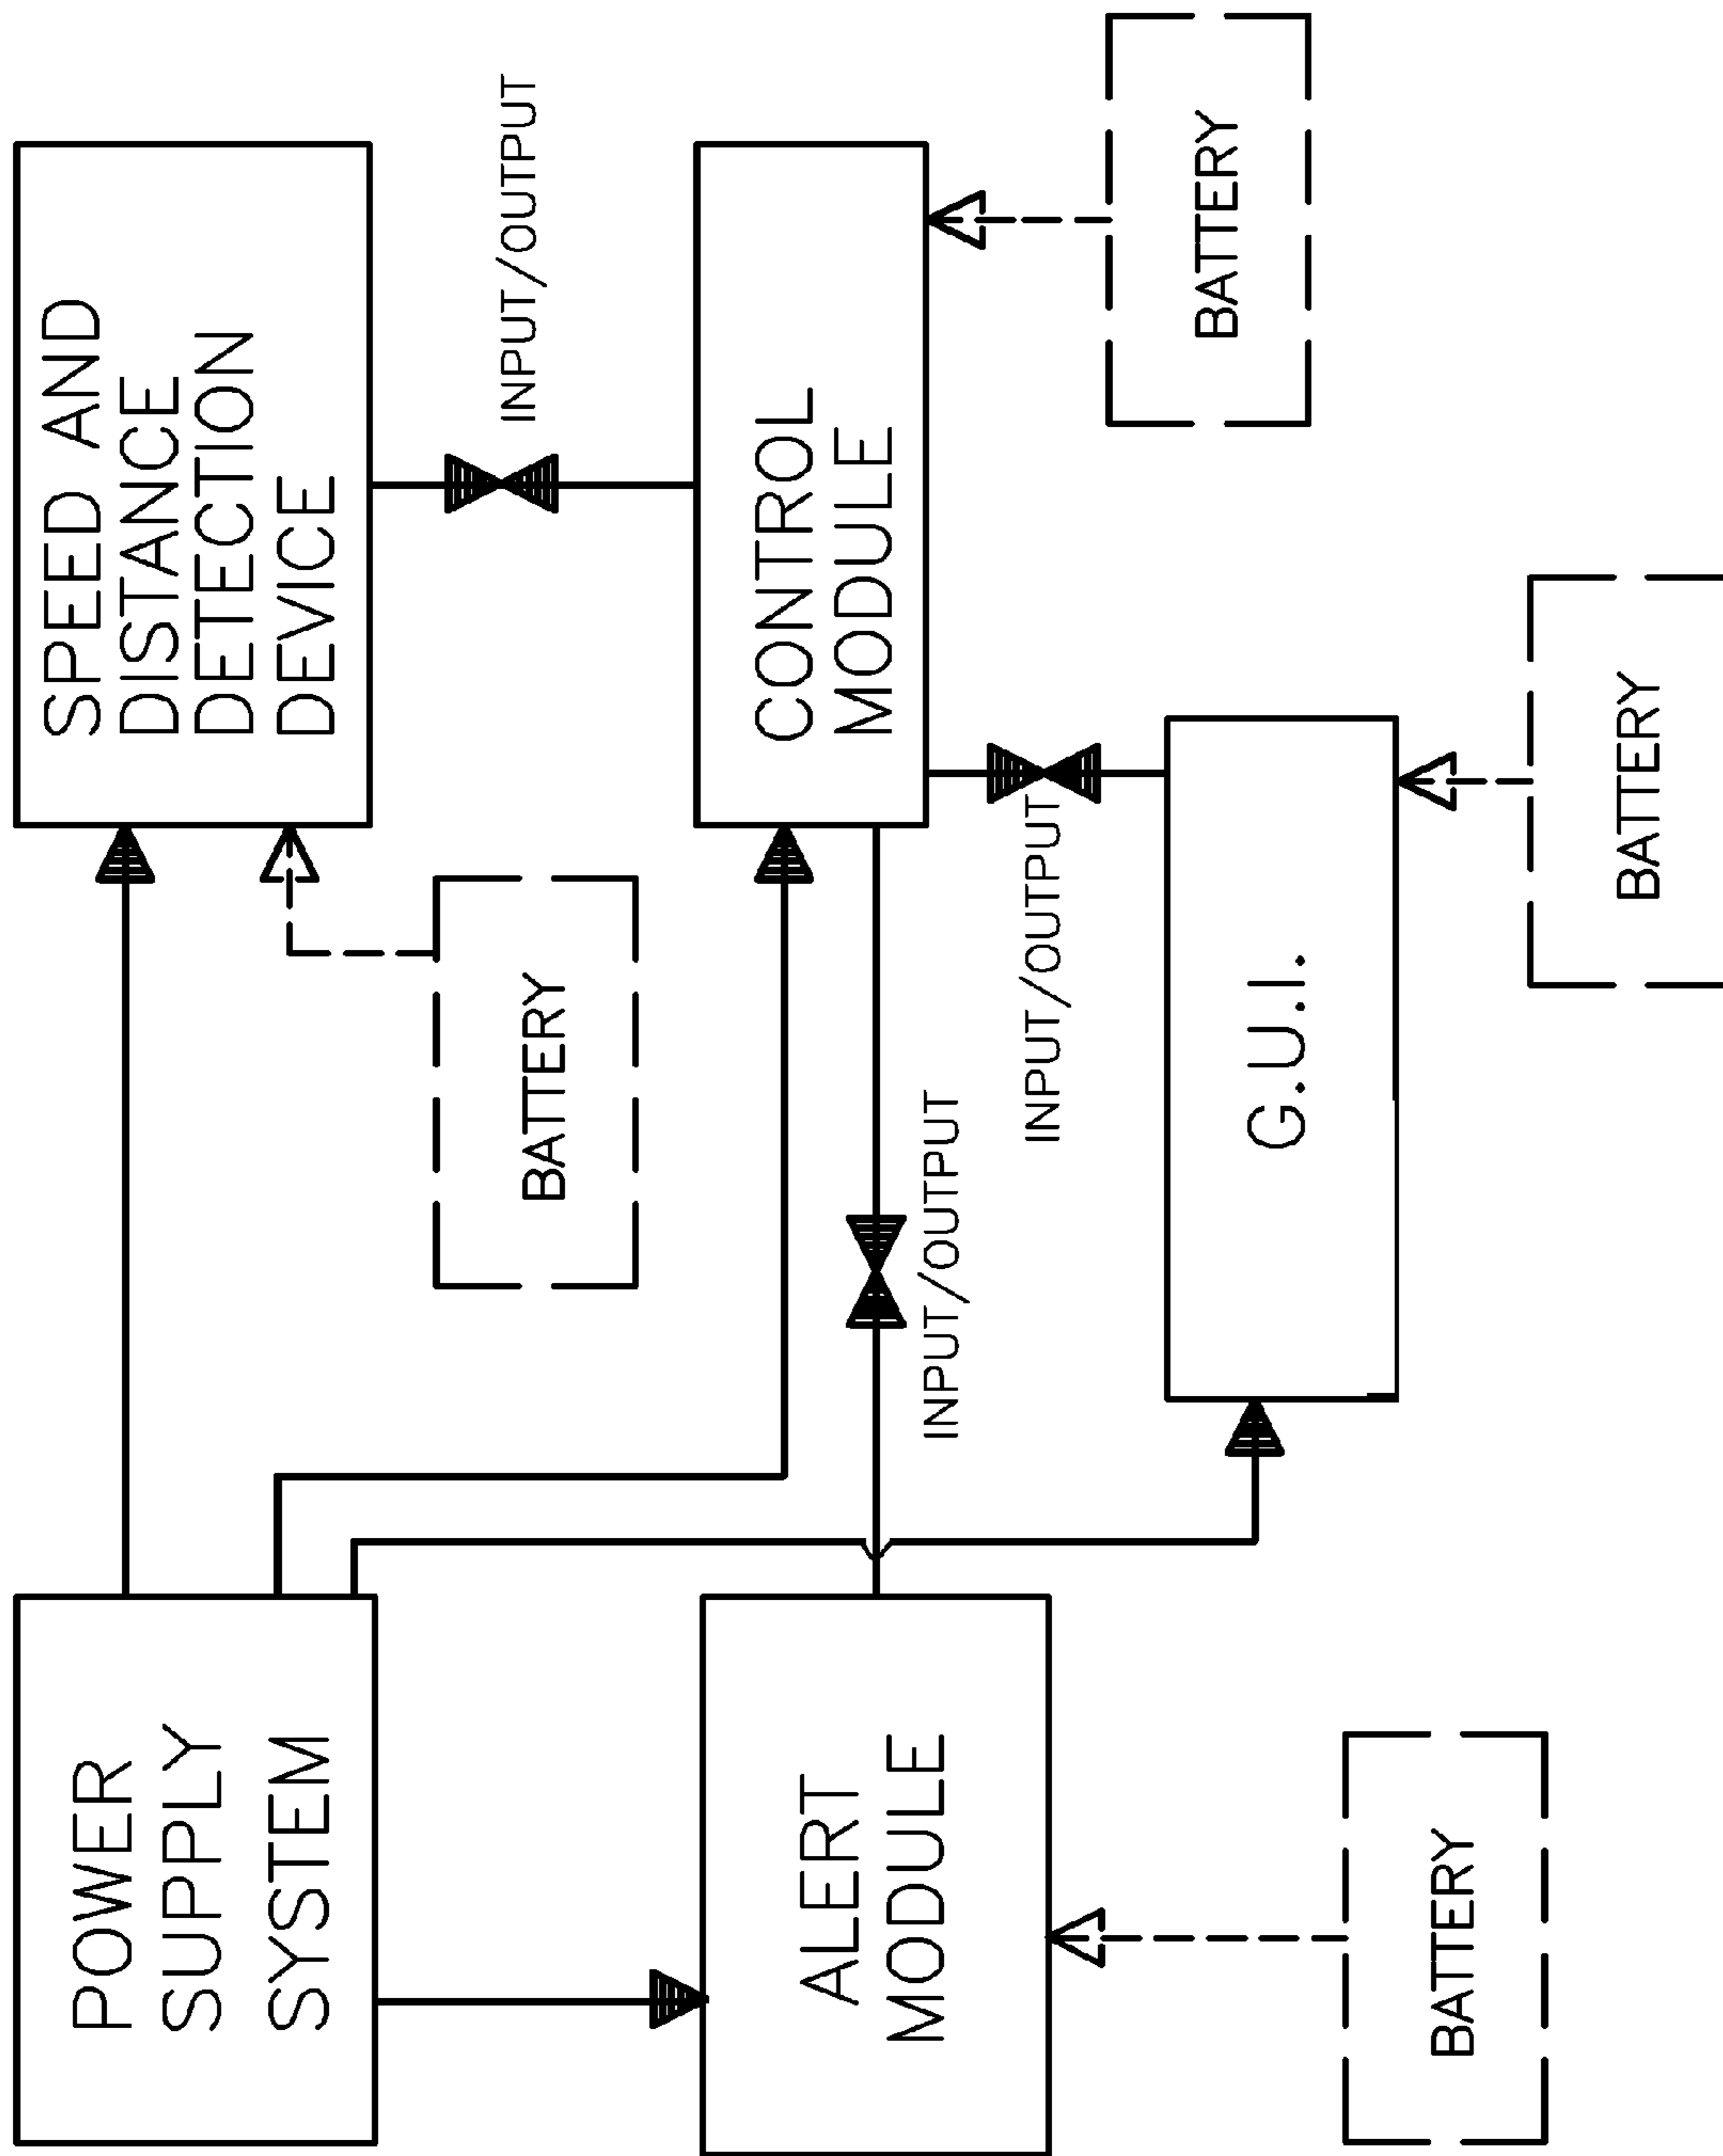 POWER
SUPPLY
SYSTEM
SPEED AND
DISTANCE
DETECTION
DEVICE
BATTERY
INPUT/OUTPUT
ALERT
MODULE
INPUT/OUTPUT
CONTROL
MODULE
INPUT/OUTPUT
BATTERY
G.U.I.
BATTERY
BATTERY